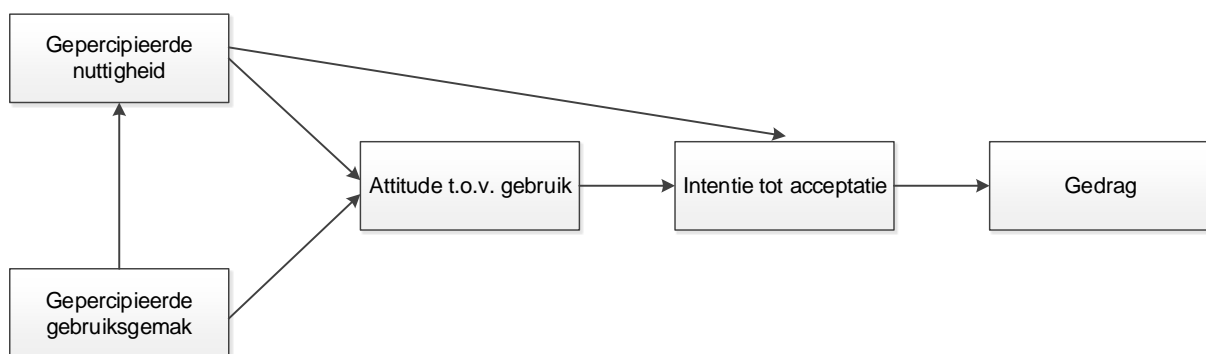 Gepercipieerde
nuttigheid
Attitude t.o.v. gebruik
Intentie tot acceptatie
Gedrag
Gepercipieerde
gebruiksgemak